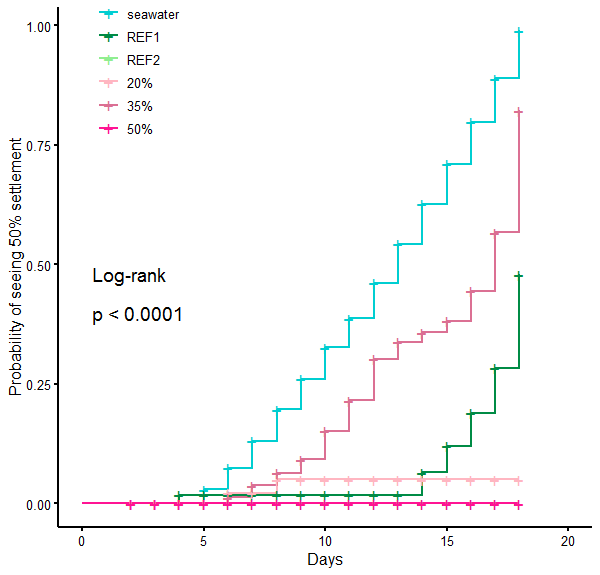 seawater
REF1
REF2
20%
35%
50%
Probability of seeing 50% settlement
1.00
0.75
0.50
0.25
0.00
Log-rank
p < 0.0001
0 5 10 15 20
Days